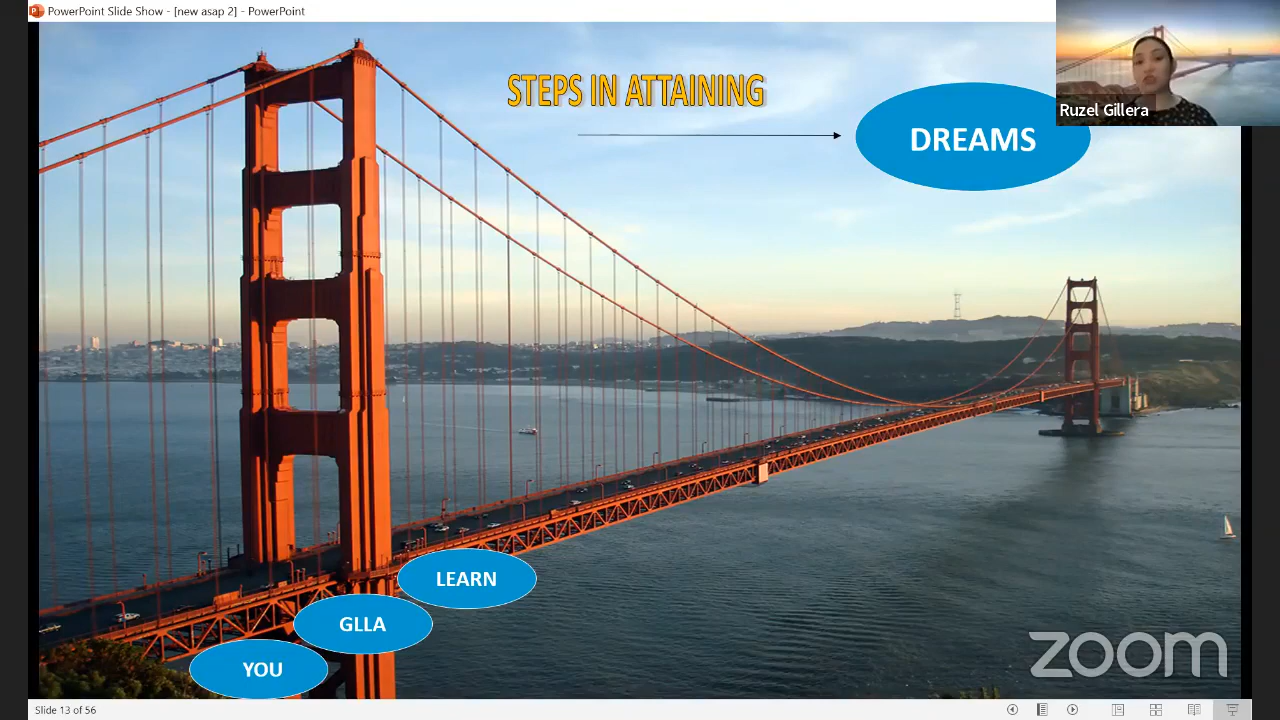 PowerPoint Slide Show - [new asap 2] - PowerPoint
STEPS IN ATTAINING
DREAMS
Ruzel Gillera
LEARN
GLLA
YOU
zoom
Slide 13 of 56